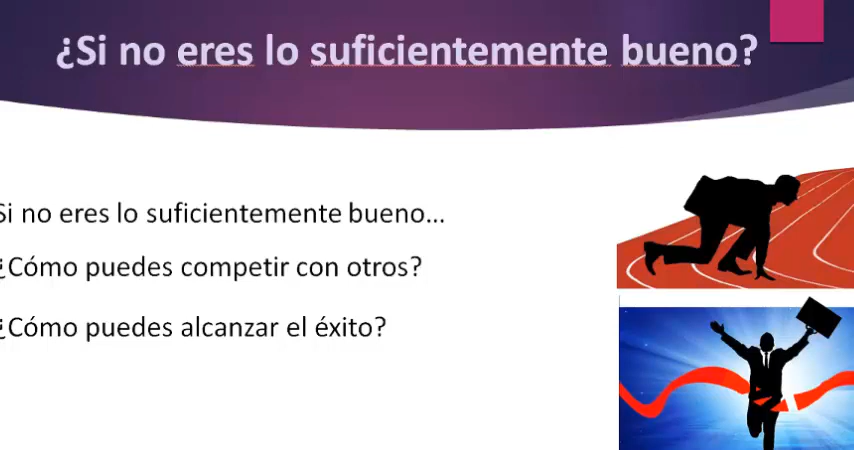 ¿Si no eres lo suficientemente bueno?
Si no eres lo suficientemente bueno...
¿Cómo puedes competir con otros?
¿Cómo puedes alcanzar el éxito?